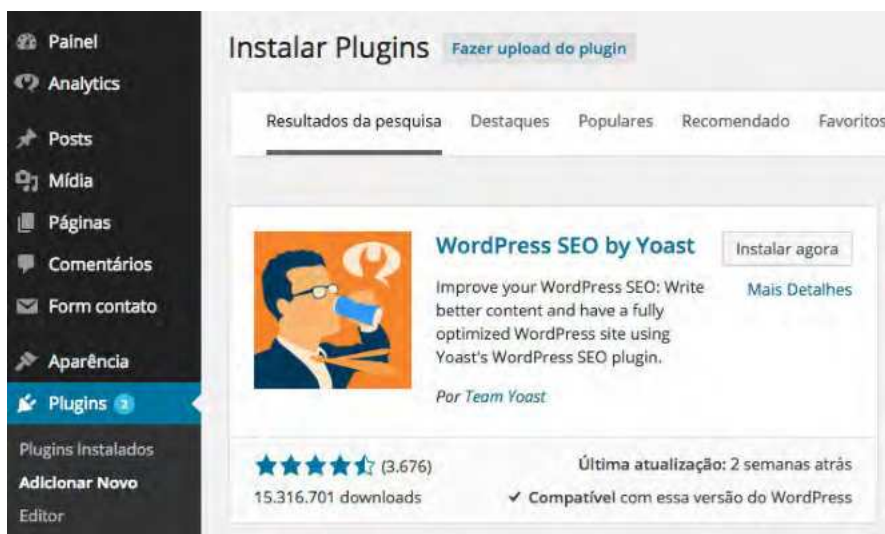 Painel
Analytics
Posts
Mídia
Páginas
Comentários
Form contato
Aparência
Plugins 2
Plugins Instalados
Adicionar Novo
Editor
Instalar Plugins
Fazer upload do plugin
Resultados da pesquisa Destaques Populares Recomendado Favoritos
WordPress SEO by Yoast
Instalar agora
Mais Detalhes
Improve your WordPress SEO: Write
better content and have a fully
optimized WordPress site using
Yoast's WordPress SEO plugin.
Por Team Yoast
(3.676)
15.316.701 downloads
Última atualização: 2 semanas atrás
✔ Compatível com essa versão do WordPress